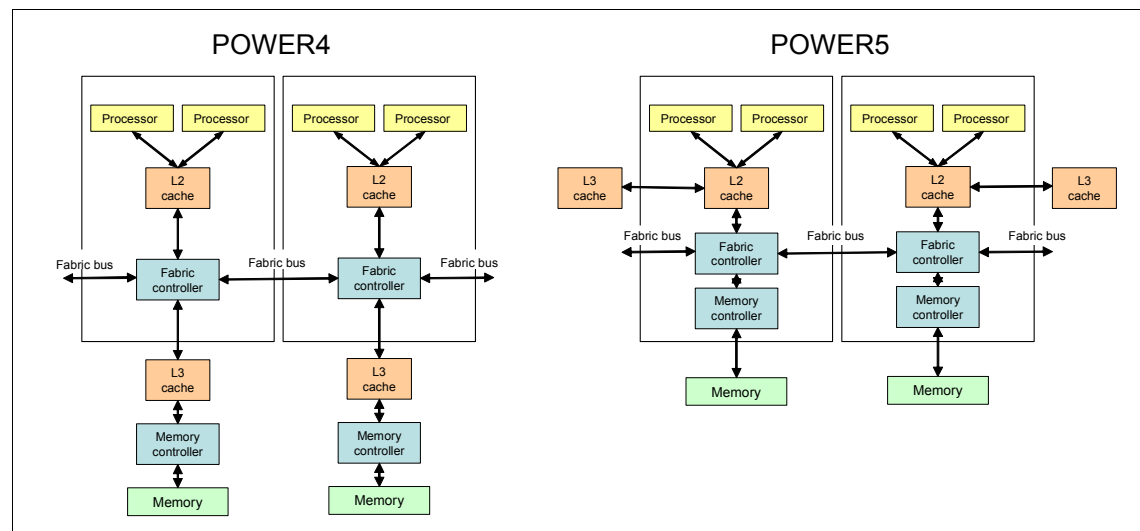 POWER4
Processor
Processor
Processor
Processor
L2
cache
L2
cache
Fabric bus
Fabric
controller
Fabric bus
Fabric
controller
Fabric bus
L3
cache
L3
cache
Memory
controller
Memory
controller
Memory
Memory
POWER5
Processor
Processor
Processor
Processor
L3
cache
L2
cache
L2
cache
L3
cache
Fabric bus
Fabric
controller
Fabric bus
Fabric
controller
Fabric bus
Memory
controller
Memory
controller
Memory
Memory